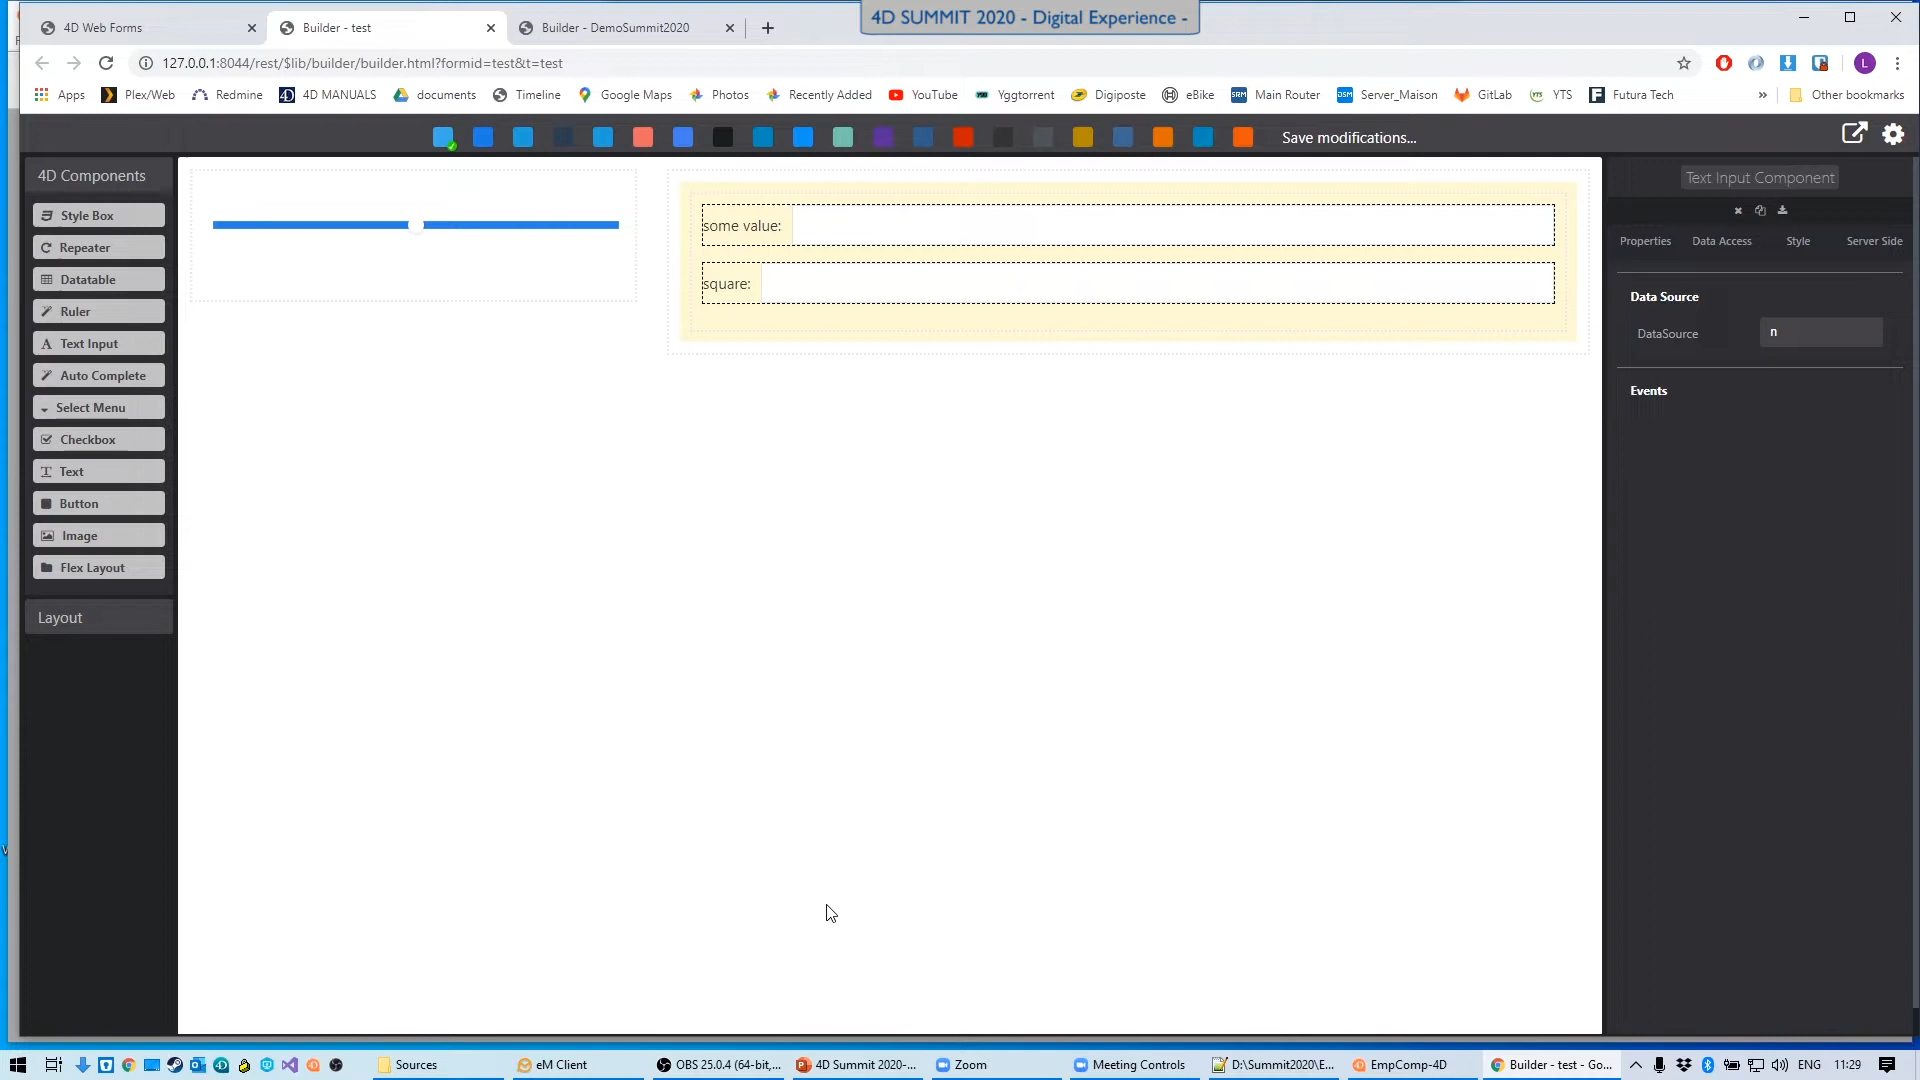 4D SUMMIT 2020 - Digital Experience -
4D Web Forms
Builder - test
Builder - DemoSummit2020
127.0.0.1:8044/rest/$lib/builder/builder.html?formid=test&t=test
L
Apps
Plex/Web
Redmine
4D MANUALS
documents
Timeline
Google Maps
Photos
Recently Added
YouTube
Yggtorrent
Digiposte
eBike
Main Router
Server_Maison
GitLab
YTS
Futura Tech
»
Other bookmarks
Save modifications...
4D Components
Style Box
Repeater
Datatable
Ruler
Text Input
Auto Complete
Select Menu
Checkbox
Text
Button
Image
Flex Layout
Layout
some value:
square:
Text Input Component
Properties
Data Access
Style
Server Side
Data Source
DataSource
n
Events
Sources
eM Client
OBS 25.0.4 (64-bit,...
4D Summit 2020-...
Zoom
Meeting Controls
D:\Summit2020\E...
EmpComp-4D
Builder - test - Go...
ENG
11:29